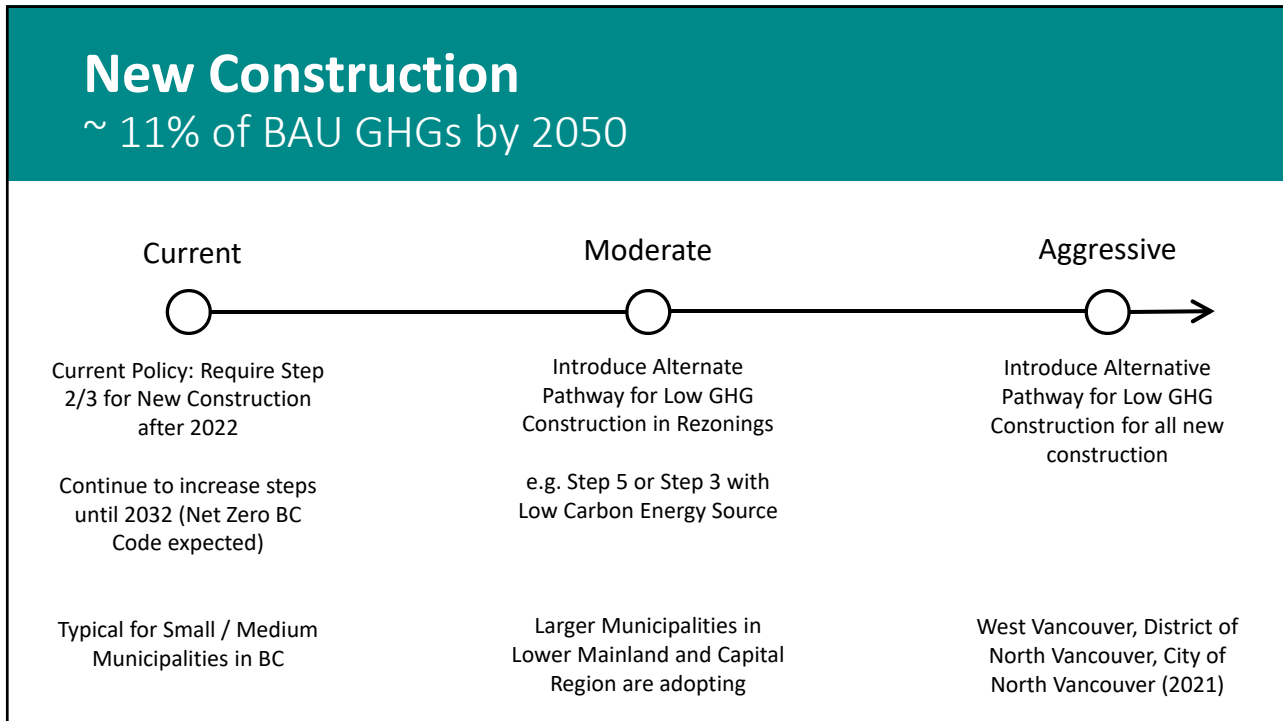 New Construction
~ 11% of BAU GHGs by 2050
Current
Moderate
Aggressive
Current Policy: Require Step
2/3 for New Construction
after 2022
Continue to increase steps
until 2032 (Net Zero BC
Code expected)
Typical for Small / Medium
Municipalities in BC
Introduce Alternate
Pathway for Low GHG
Construction in Rezonings
e.g. Step 5 or Step 3 with
Low Carbon Energy Source
Larger Municipalities in
Lower Mainland and Capital
Region are adopting
Introduce Alternative
Pathway for Low GHG
Construction for all new
construction
West Vancouver, District of
North Vancouver, City of
North Vancouver (2021)